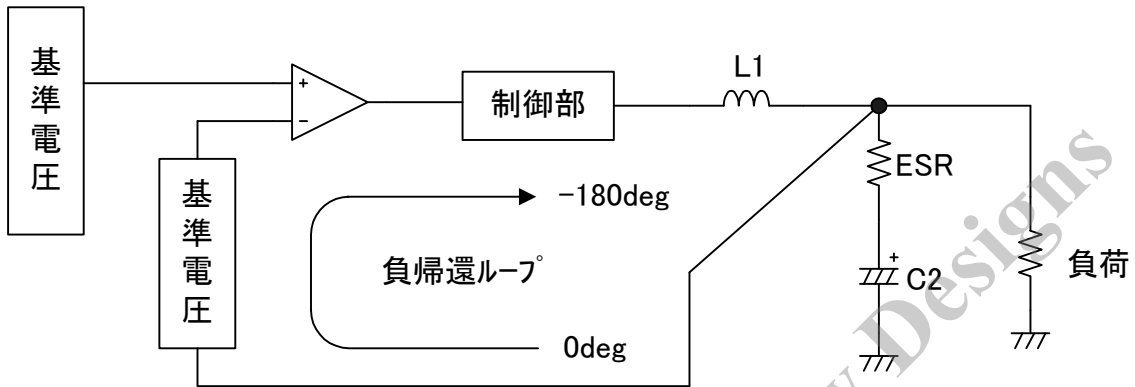 基準電圧
+
−
制御部
L1
ESR
+
C2
負荷
基準電圧
−180deg
負帰還ループ
0deg
Designs